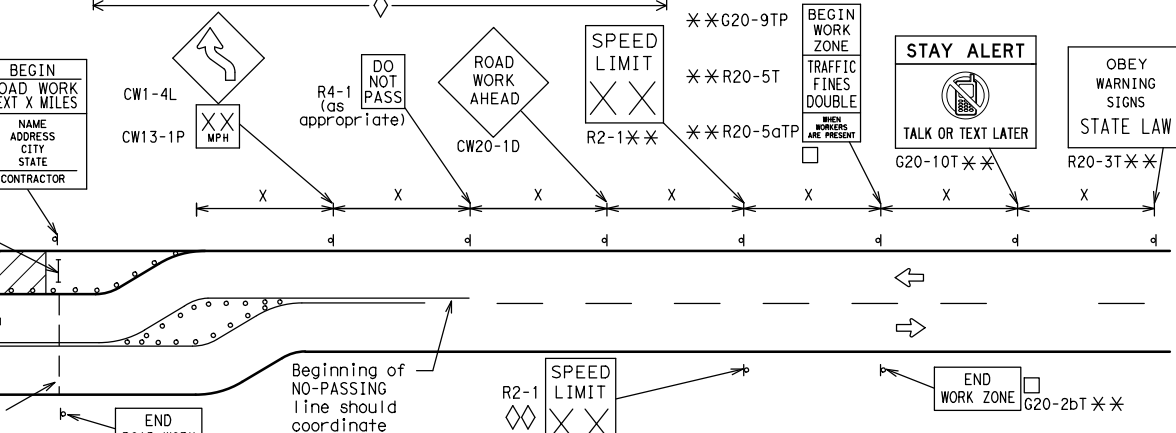 BEGIN
ROAD WORK
NEXT X MILES
NAME
ADDRESS
CITY
STATE
CONTRACTOR
CW1-4L
XX
MPH
CW13-1P
R4-1
(as
appropriate)
DO
NOT
PASS
ROAD
WORK
AHEAD
CW20-1D
SPEED
LIMIT
XX
R2-1**
**G20-9TP
**R20-5T
**R20-5aTP
BEGIN
WORK
ZONE
TRAFFIC
FINES
DOUBLE
WHEN
WORKERS
ARE PRESENT
STAY ALERT
TALK OR TEXT LATER
G20-10T**
OBEY
WARNING
SIGNS
STATE LAW
R20-3T**
X
X
X
X
X
X
X
Beginning of
NO-PASSING
line should
coordinate
R2-1
SPEED
LIMIT
XX
END
WORK ZONE
G20-2bT**
END
ROAD WORK